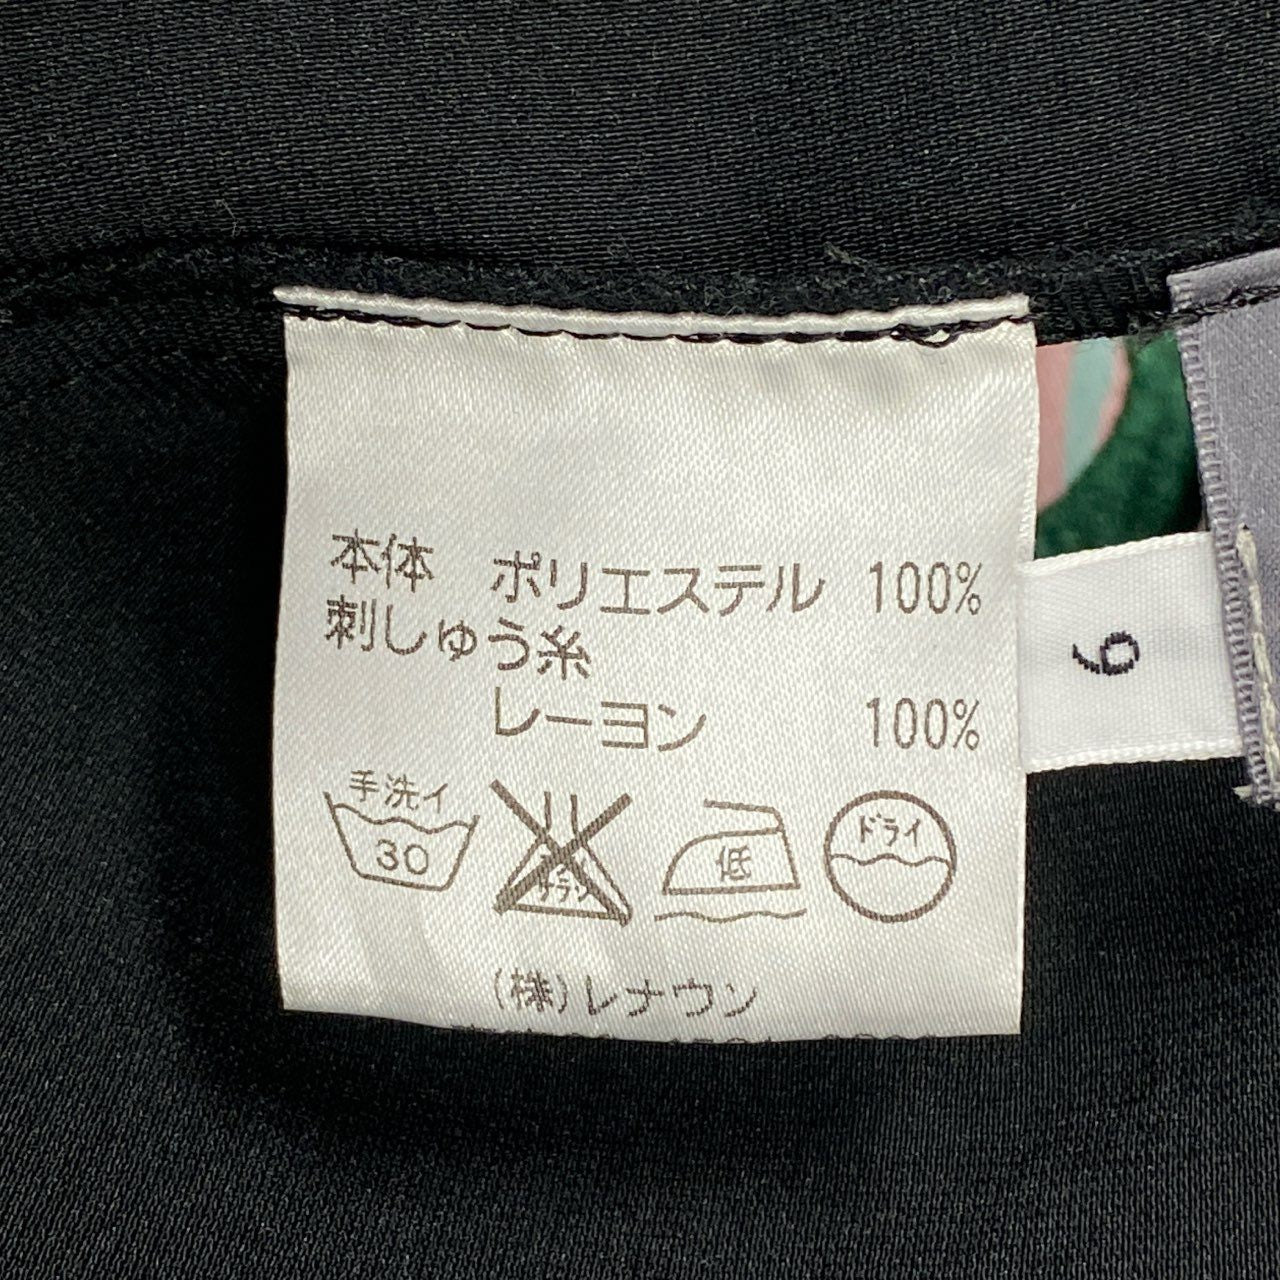 本体 ポリエステル 100%
刺しゅう糸
レーヨン 100%
手洗イ
30
低
ドライ
(株)レナウン
9